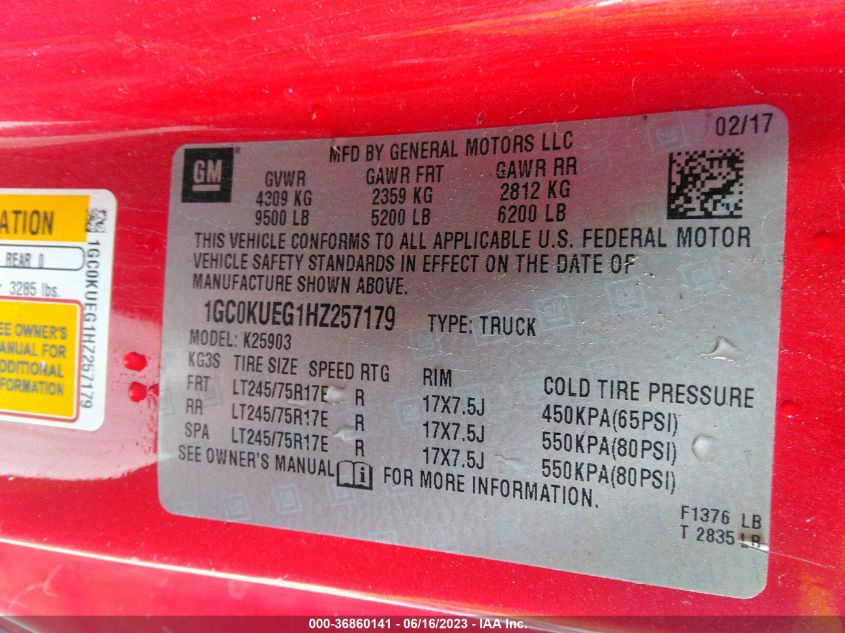 ATION
REAR 0
3285 lbs.
SEE OWNER'S
MANUAL FOR
ADDITIONAL
INFORMATION
1GC0KUEG1HZ257179
GM
MFD BY GENERAL MOTORS LLC
02/17
GVWR GAWR FRT GAWR RR
4309 KG 2359 KG 2812 KG
9500 LB 5200 LB 6200 LB
THIS VEHICLE CONFORMS TO ALL APPLICABLE U.S. FEDERAL MOTOR
VEHICLE SAFETY STANDARDS IN EFFECT ON THE DATE OF
MANUFACTURE SHOWN ABOVE.
1GC0KUEG1HZ257179 TYPE: TRUCK
MODEL: K25903
KG3S TIRE SIZE SPEED RTG RIM COLD TIRE PRESSURE
FRT LT245/75R17E R 17X7.5J 450KPA(65PSI)
RR LT245/75R17E R 17X7.5J 550KPA(80PSI)
SPA LT245/75R17E R 17X7.5J 550KPA(80PSI)
SEE OWNER'S MANUAL FOR MORE INFORMATION.
F1376 LB
T 2835 LB
000-36860141 - 06/16/2023 - IAA Inc.